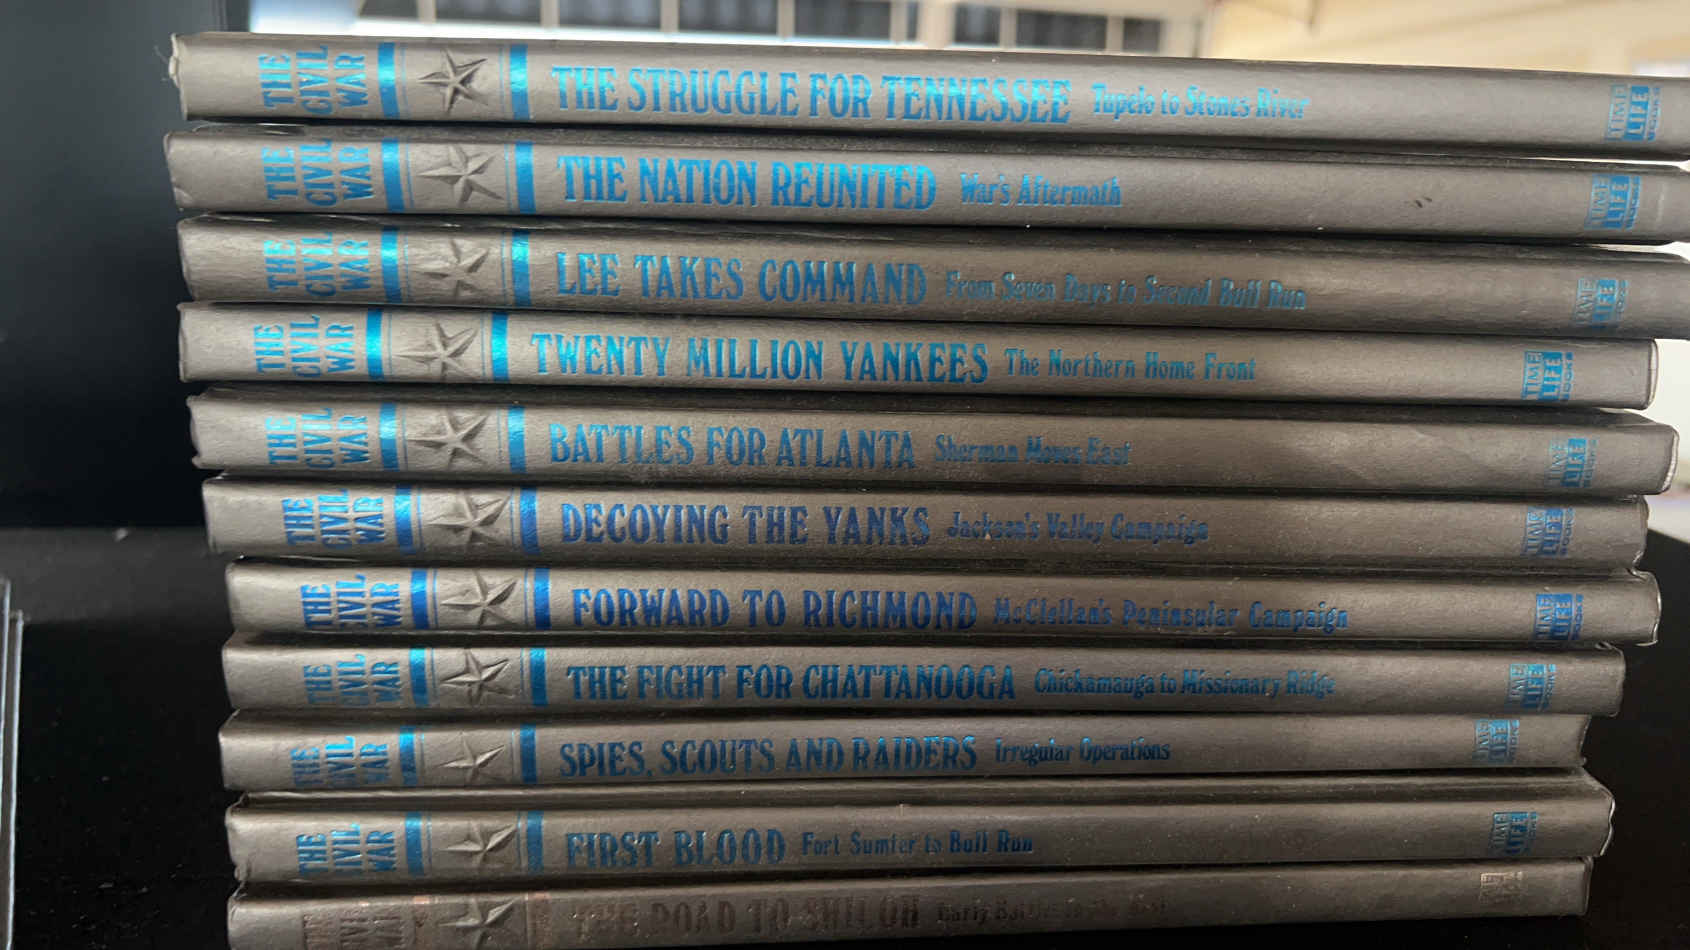 THE CIVIL WAR THE STRUGGLE FOR TENNESSEE Tupelo to Stones River TIME LIFE BOOKS
THE CIVIL WAR THE NATION REUNITED War's Aftermath TIME LIFE BOOKS
THE CIVIL WAR LEE TAKES COMMAND From Seven Days to Second Bull Run TIME LIFE BOOKS
THE CIVIL WAR TWENTY MILLION YANKEES The Northern Home Front TIME LIFE BOOKS
THE CIVIL WAR BATTLES FOR ATLANTA Sherman Moves East TIME LIFE BOOKS
THE CIVIL WAR DECOYING THE YANKS Jackson's Valley Campaign TIME LIFE BOOKS
THE CIVIL WAR FORWARD TO RICHMOND McClellan's Peninsular Campaign TIME LIFE BOOKS
THE CIVIL WAR THE FIGHT FOR CHATTANOOGA Chickamauga to Missionary Ridge TIME LIFE BOOKS
THE CIVIL WAR SPIES, SCOUTS AND RAIDERS Irregular Operations TIME LIFE BOOKS
THE CIVIL WAR FIRST BLOOD Fort Sumter to Bull Run TIME LIFE BOOKS
CIVIL WAR THE ROAD TO SHILOH Early Battles in the West